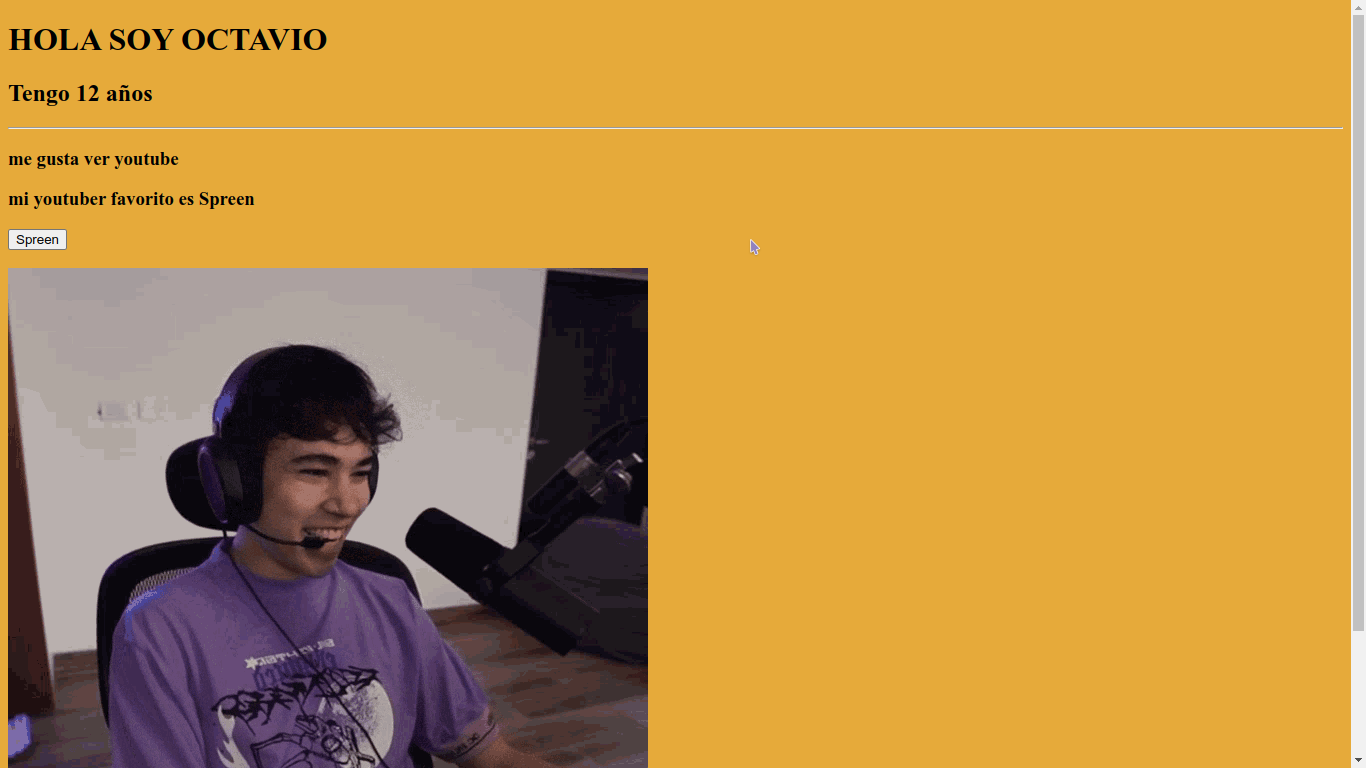 HOLA SOY OCTAVIO
Tengo 12 años
me gusta ver youtube
mi youtuber favorito es Spreen
Spreen